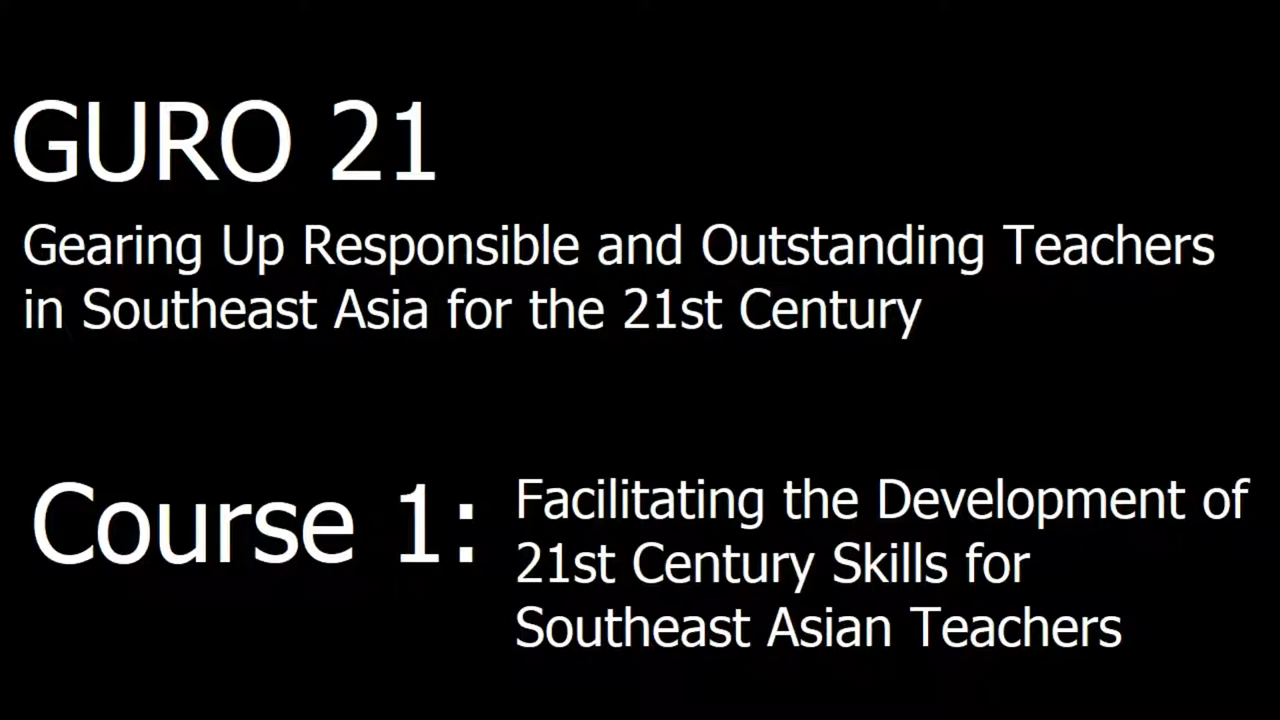 GURO 21
Gearing Up Responsible and Outstanding Teachers
in Southeast Asia for the 21st Century
Course 1:
Facilitating the Development of
21st Century Skills for
Southeast Asian Teachers